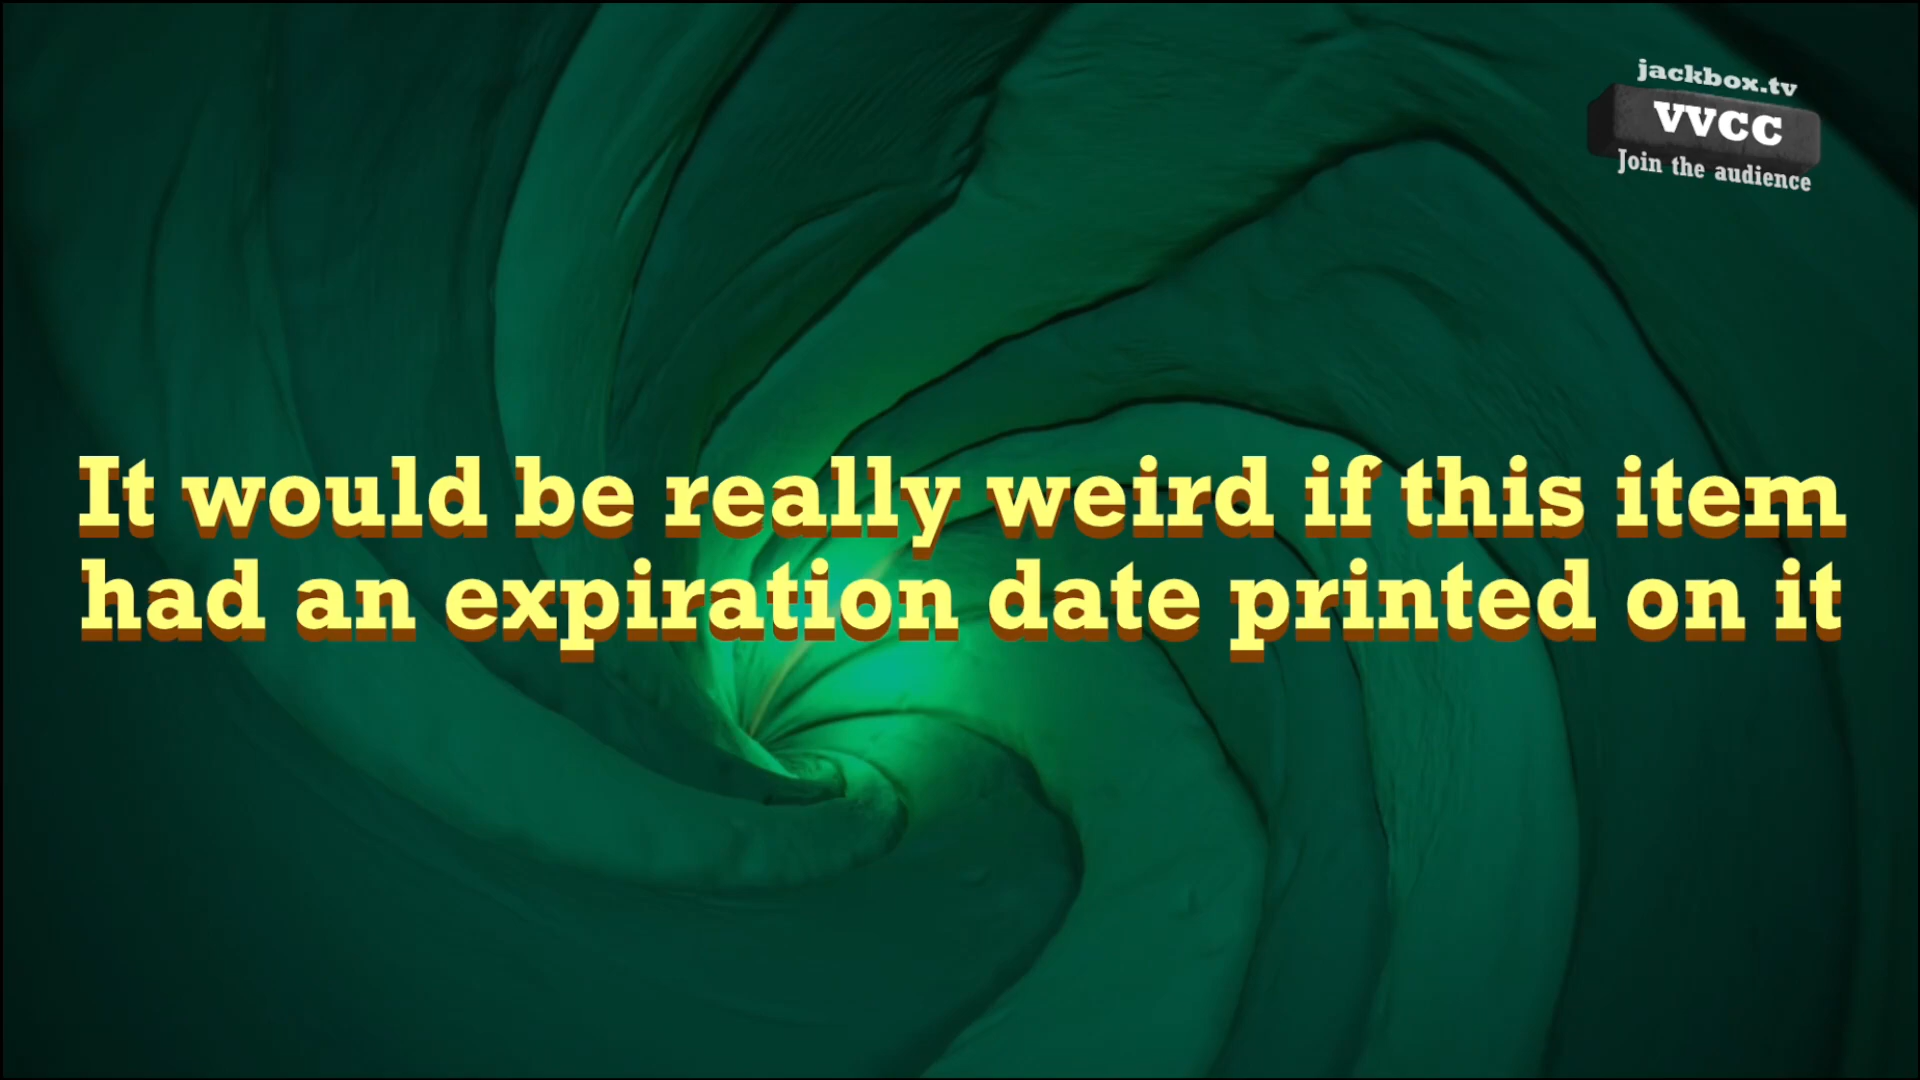 jackbox.tv
VVCC
Join the audience
It would be really weird if this item
had an expiration date printed on it